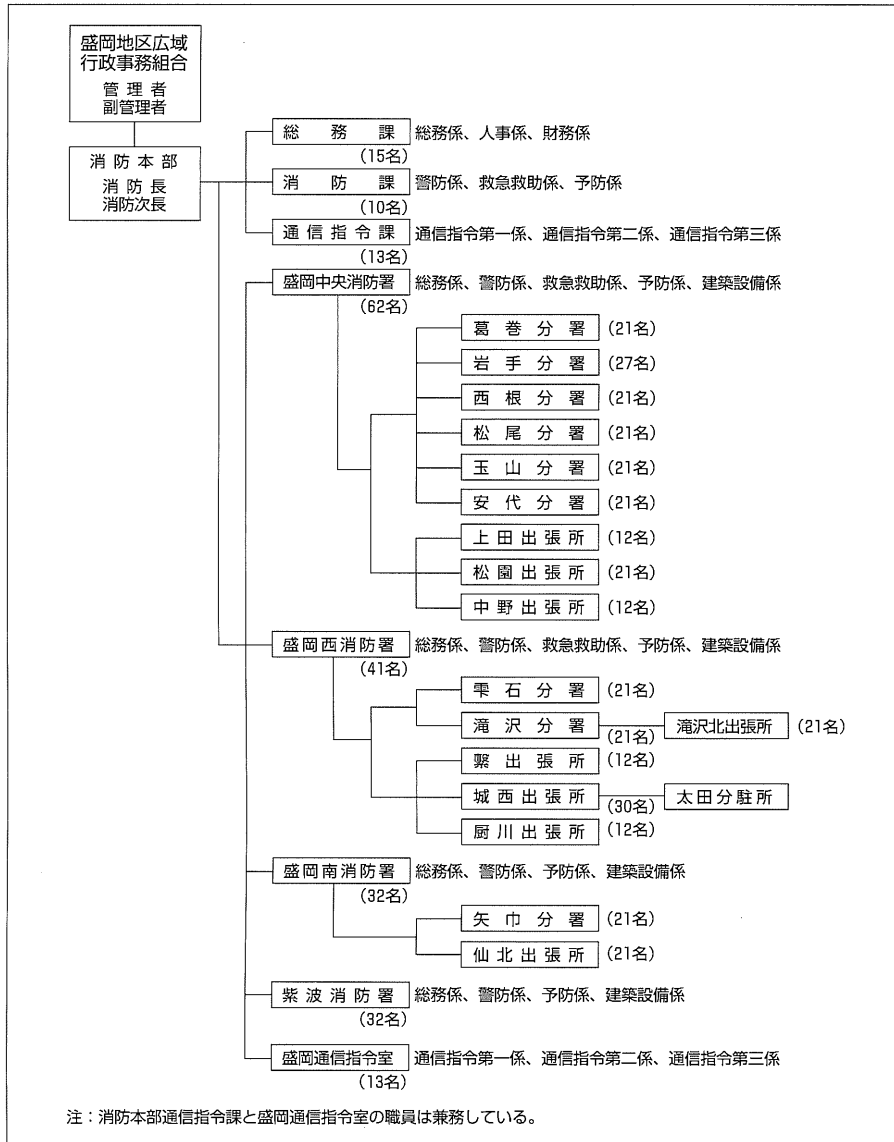 盛岡地区広域
行政事務組合
管理者
副管理者
消防本部
消防長
消防次長
総務課 総務係、人事係、財務係
(15名)
消防課 警防係、救急救助係、予防係
(10名)
通信指令課 通信指令第一係、通信指令第二係、通信指令第三係
(13名)
盛岡中央消防署 総務係、警防係、救急救助係、予防係、建築設備係
(62名)
葛巻分署 (21名)
岩手分署 (27名)
西根分署 (21名)
松尾分署 (21名)
玉山分署 (21名)
安代分署 (21名)
上田出張所 (12名)
松園出張所 (21名)
中野出張所 (12名)
盛岡西消防署 総務係、警防係、救急救助係、予防係、建築設備係
(41名)
雫石分署 (21名)
滝沢分署 (21名) 滝沢北出張所 (21名)
繋出張所 (12名)
城西出張所 (30名) 太田分駐所
厨川出張所 (12名)
盛岡南消防署 総務係、警防係、予防係、建築設備係
(32名)
矢巾分署 (21名)
仙北出張所 (21名)
紫波消防署 総務係、警防係、予防係、建築設備係
(32名)
盛岡通信指令室 通信指令第一係、通信指令第二係、通信指令第三係
(13名)
注：消防本部通信指令課と盛岡通信指令室の職員は兼務している。